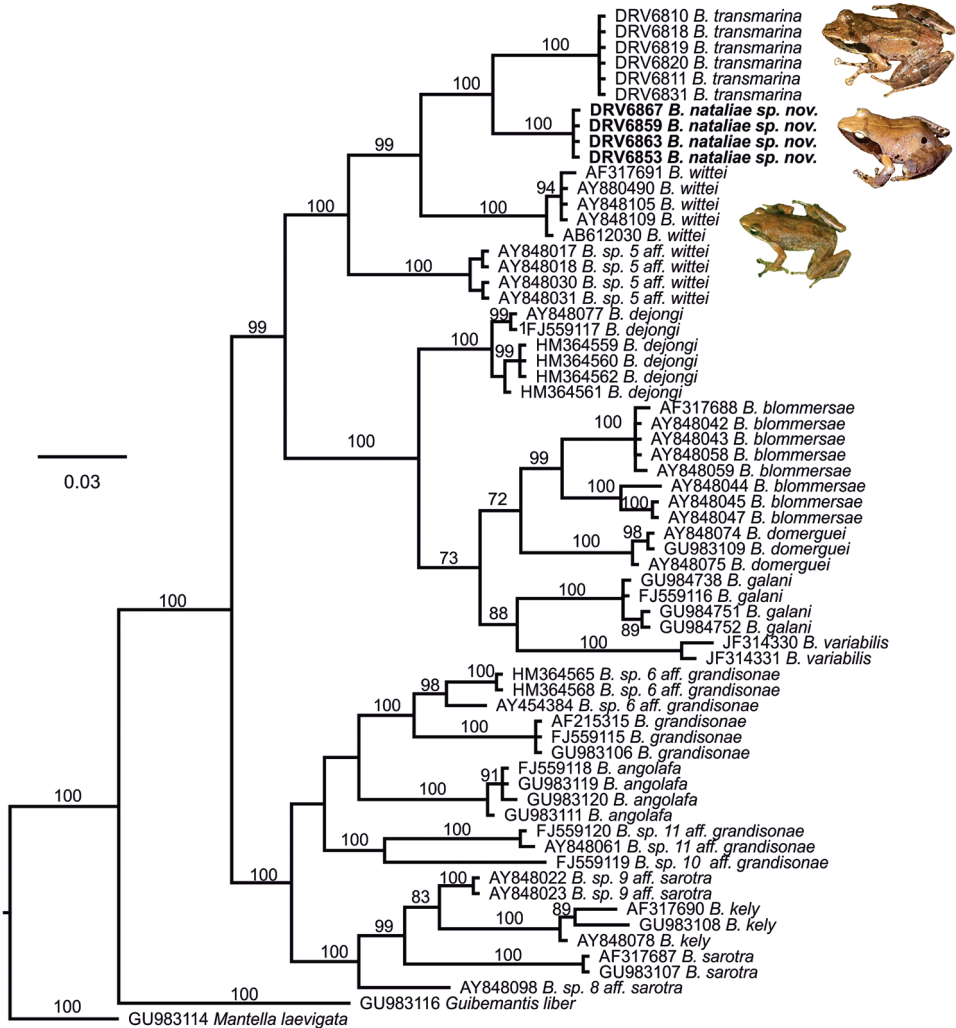 DRV6810 B. transmarina
DRV6818 B. transmarina
DRV6819 B. transmarina
DRV6820 B. transmarina
DRV6811 B. transmarina
DRV6831 B. transmarina
DRV6867 B. nataliae sp. nov.
DRV6859 B. nataliae sp. nov.
DRV6863 B. nataliae sp. nov.
DRV6853 B. nataliae sp. nov.
AF317691 B. wittei
AY880490 B. wittei
AY848105 B. wittei
AY848109 B. wittei
AB612030 B. wittei
AY848017 B. sp. 5 aff. wittei
AY848018 B. sp. 5 aff. wittei
AY848030 B. sp. 5 aff. wittei
AY848031 B. sp. 5 aff. wittei
AY848077 B. dejongi
FJ559117 B. dejongi
HM364559 B. dejongi
HM364560 B. dejongi
HM364562 B. dejongi
HM364561 B. dejongi
AF317688 B. blommersae
AY848042 B. blommersae
AY848043 B. blommersae
AY848058 B. blommersae
AY848059 B. blommersae
AY848044 B. blommersae
AY848045 B. blommersae
AY848047 B. blommersae
AY848074 B. domerguei
GU983109 B. domerguei
AY848075 B. domerguei
GU984738 B. galani
FJ559116 B. galani
GU984751 B. galani
GU984752 B. galani
JF314330 B. variabilis
JF314331 B. variabilis
HM364565 B. sp. 6 aff. grandisonae
HM364568 B. sp. 6 aff. grandisonae
AY454384 B. sp. 6 aff. grandisonae
AF215315 B. grandisonae
FJ559115 B. grandisonae
GU983106 B. grandisonae
FJ559118 B. angolafa
GU983119 B. angolafa
GU983120 B. angolafa
GU983111 B. angolafa
FJ559120 B. sp. 11 aff. grandisonae
AY848061 B. sp. 11 aff. grandisonae
FJ559119 B. sp. 10 aff. grandisonae
AY848022 B. sp. 9 aff. sarotra
AY848023 B. sp. 9 aff. sarotra
AF317690 B. kely
GU983108 B. kely
AY848078 B. kely
AF317687 B. sarotra
GU983107 B. sarotra
AY848098 B. sp. 8 aff. sarotra
GU983116 Guibemantis liber
GU983114 Mantella laevigata
100
100
100
99
94
100
100
100
99
1
100
99
99
100
100
99
100
100
72
98
100
73
100
88
89
100
100
100
98
100
100
91
100
100
100
100
100
83
89
100
99
100
100
100
100
0.03